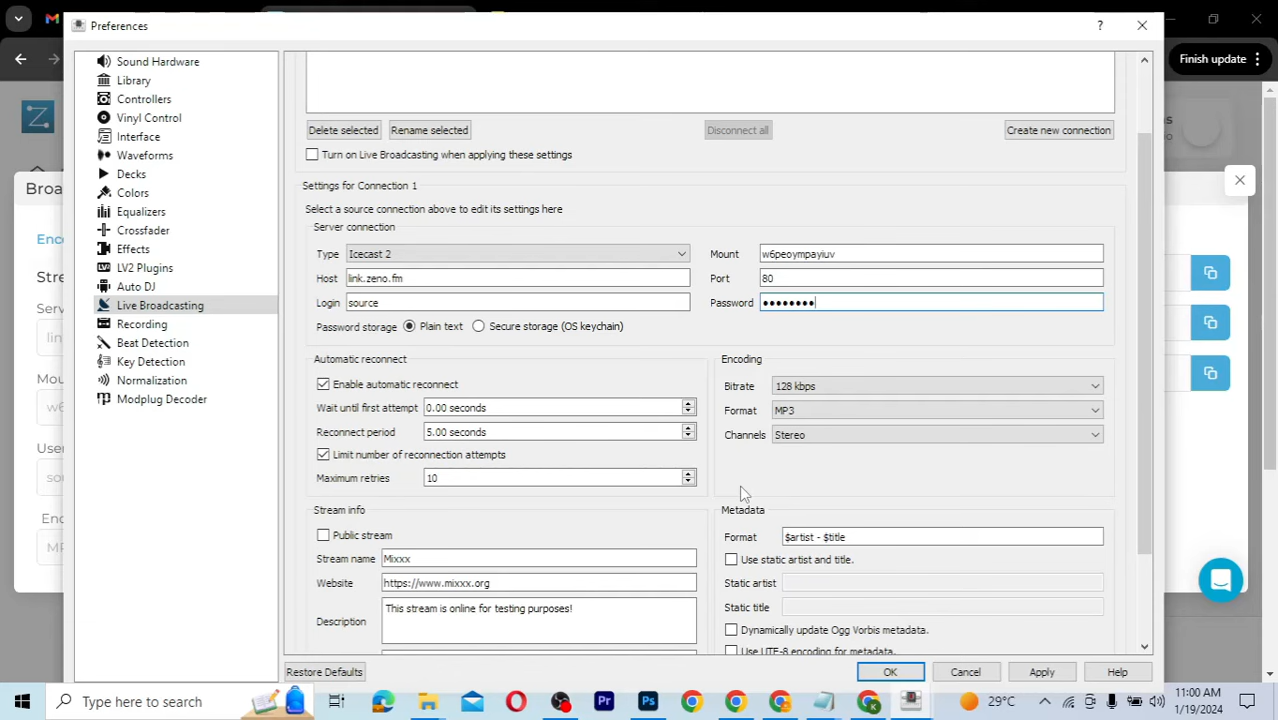 Preferences
?
Finish update
Sound Hardware
Library
Controllers
Vinyl Control
Interface
Waveforms
Decks
Colors
Equalizers
Crossfader
Effects
LV2 Plugins
Auto DJ
Live Broadcasting
Recording
Beat Detection
Key Detection
Normalization
Modplug Decoder
Delete selected
Rename selected
Disconnect all
Create new connection
Turn on Live Broadcasting when applying these settings
Settings for Connection 1
Select a source connection above to edit its settings here
Server connection
Type Icecast 2
Mount w6peoympayiuv
Host link.zeno.fm
Port 80
Login source
Password ••••••••
Password storage Plain text Secure storage (OS keychain)
Automatic reconnect
Enable automatic reconnect
Wait until first attempt 0.00 seconds
Reconnect period 5.00 seconds
Limit number of reconnection attempts
Maximum retries 10
Encoding
Bitrate 128 kbps
Format MP3
Channels Stereo
Stream info
Public stream
Stream name Mixxx
Website https://www.mixxx.org
Description This stream is online for testing purposes!
Metadata
Format $artist - $title
Use static artist and title.
Static artist
Static title
Dynamically update Ogg Vorbis metadata.
Use UTF-8 encoding for metadata.
Restore Defaults
OK
Cancel
Apply
Help
Type here to search
29°C
11:00 AM
1/19/2024